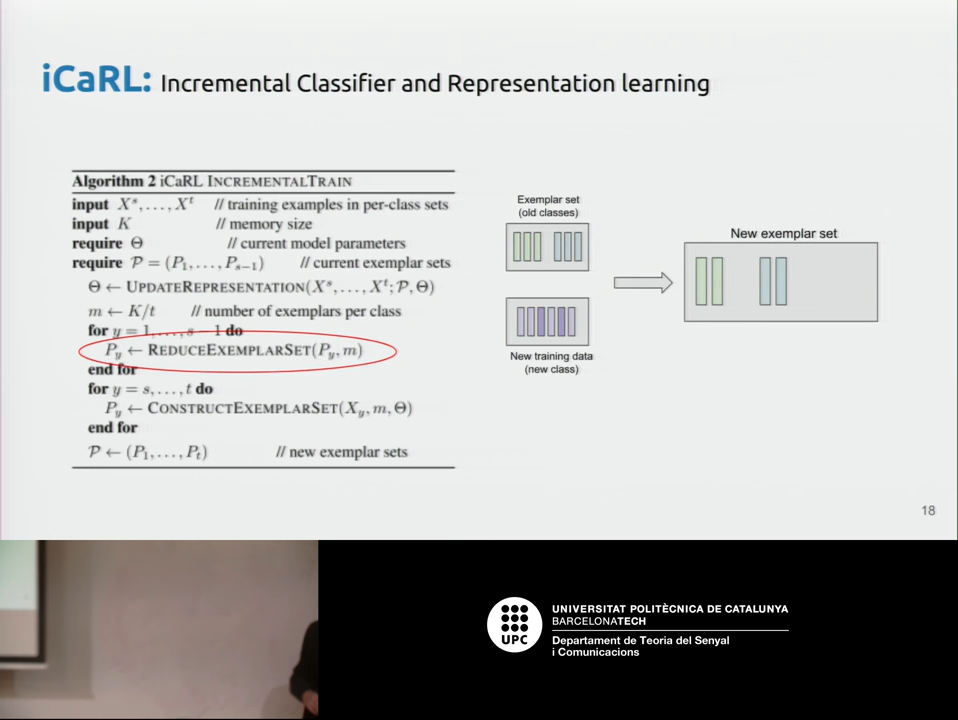 iCaRL: Incremental Classifier and Representation learning
Algorithm 2 iCaRL INCREMENTALTRAIN
input X^s, . . . , X^t // training examples in per-class sets
input K // memory size
require Θ // current model parameters
require P = (P_1, . . . , P_{s−1}) // current exemplar sets
Θ ← UPDATEREPRESENTATION(X^s, . . . , X^t; P, Θ)
m ← K/t // number of exemplars per class
for y = 1, . . . , s − 1 do
P_y ← REDUCEEXEMPLARSET(P_y, m)
end for
for y = s, . . . , t do
P_y ← CONSTRUCTEXEMPLARSET(X_y, m, Θ)
end for
P ← (P_1, . . . , P_t) // new exemplar sets
Exemplar set
(old classes)
New training data
(new class)
New exemplar set
18
UPC
UNIVERSITAT POLITÈCNICA DE CATALUNYA
BARCELONATECH
Departament de Teoria del Senyal
i Comunicacions